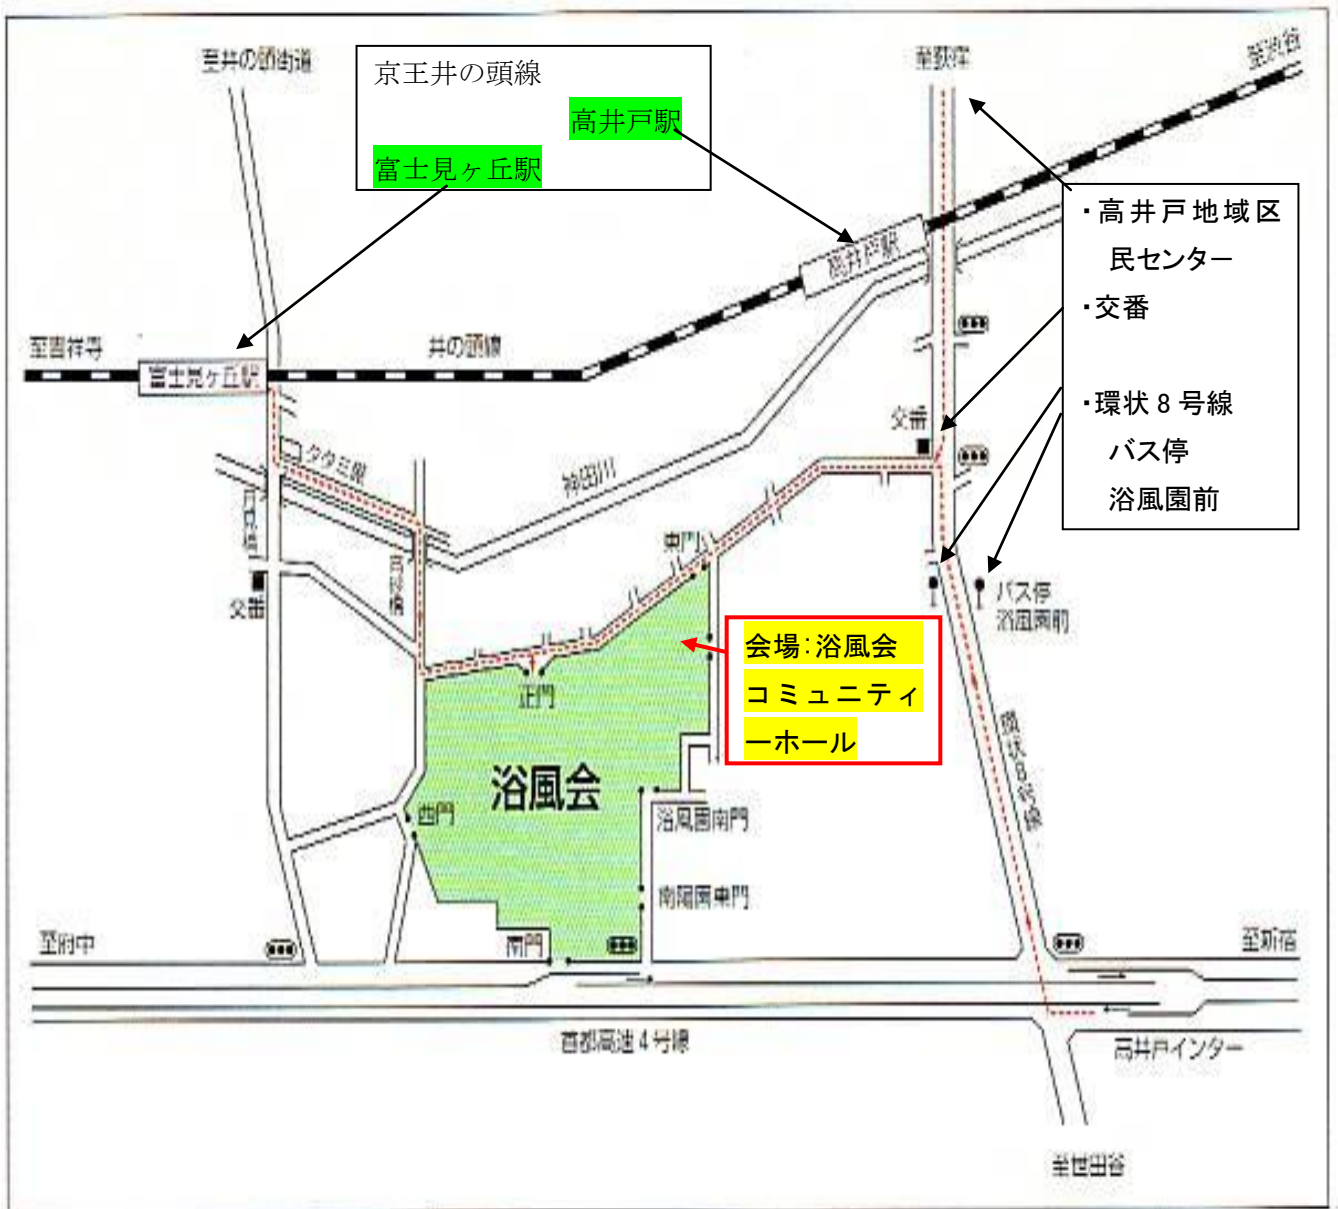 至井の頭街道
京王井の頭線
高井戸駅
富士見ヶ丘駅
至荻窪
至渋谷
・高井戸地域区
民センター
・交番
・環状8号線
バス停
浴風園前
高井戸駅
至吉祥寺
富士見ヶ丘駅
井の頭線
交番
神田川
月見橋
東門
交番
バス停
浴風園前
会場:浴風会
コミュニティ
ーホール
正門
浴風会
環状8号線
西門
浴風園南門
南陽園東門
至府中
南門
至新宿
首都高速4号線
高井戸インター
至世田谷